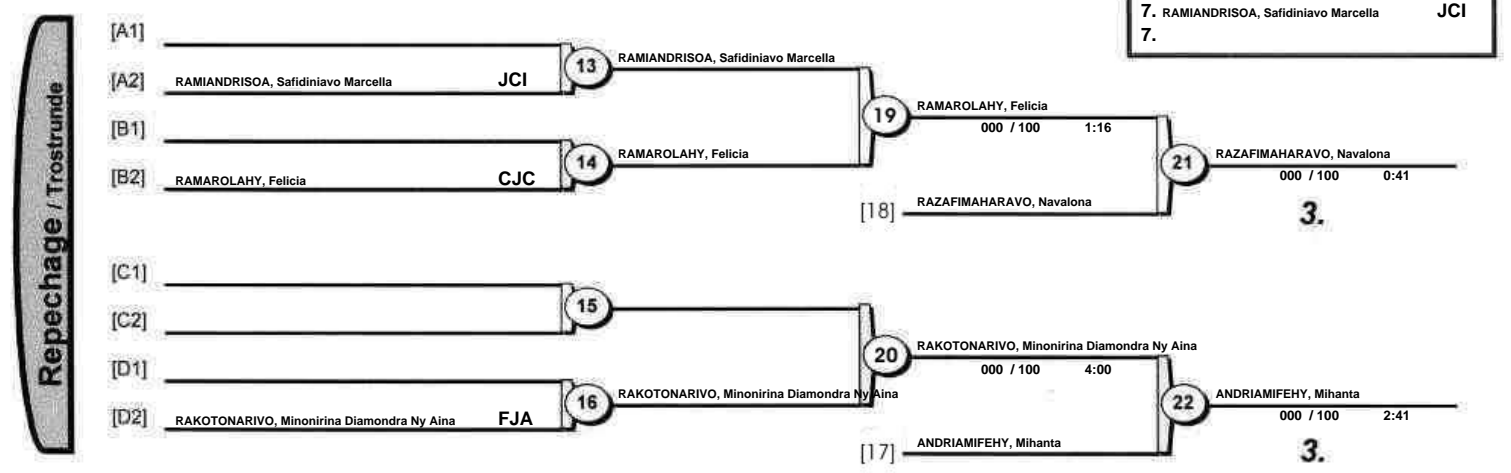 7. RAMIANDRISOA, Safidiniavo Marcella JCI
7.
Repechage / Trostrunde
[A1]
13 RAMIANDRISOA, Safidiniavo Marcella
[A2] RAMIANDRISOA, Safidiniavo Marcella JCI
19 RAMAROLAHY, Felicia
000 / 100 1:16
[B1]
14 RAMAROLAHY, Felicia
[B2] RAMAROLAHY, Felicia CJC
21 RAZAFIMAHARAVO, Navalona
000 / 100 0:41
[18] RAZAFIMAHARAVO, Navalona
3.
[C1]
15
[C2]
20 RAKOTONARIVO, Minonirina Diamondra Ny Aina
000 / 100 4:00
[D1]
16 RAKOTONARIVO, Minonirina Diamondra Ny Aina
[D2] RAKOTONARIVO, Minonirina Diamondra Ny Aina FJA
22 ANDRIAMIFEHY, Mihanta
000 / 100 2:41
[17] ANDRIAMIFEHY, Mihanta
3.